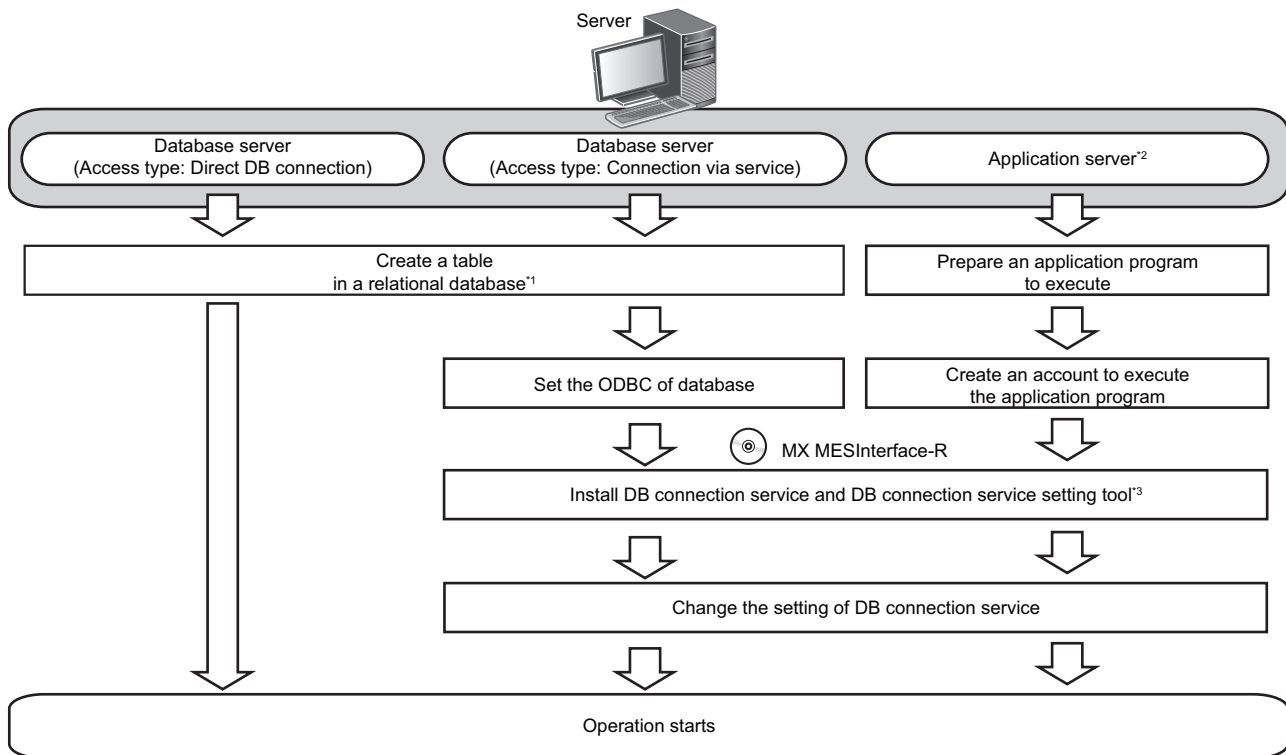 Server
Database server
(Access type: Direct DB connection)
Database server
(Access type: Connection via service)
Application server*2
Create a table
in a relational database*1
Prepare an application program
to execute
Set the ODBC of database
Create an account to execute
the application program
MX MESInterface-R
Install DB connection service and DB connection service setting tool*3
Change the setting of DB connection service
Operation starts